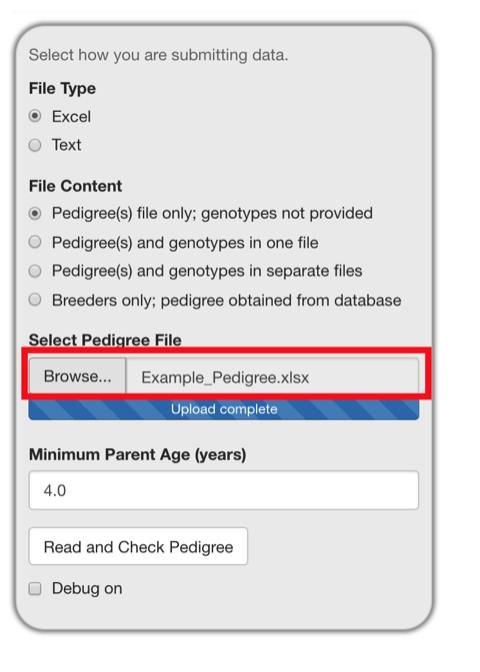 Select how you are submitting data.
File Type
Excel
Text
File Content
Pedigree(s) file only; genotypes not provided
Pedigree(s) and genotypes in one file
Pedigree(s) and genotypes in separate files
Breeders only; pedigree obtained from database
Select Pedigree File
Browse... Example_Pedigree.xlsx
Upload complete
Minimum Parent Age (years)
4.0
Read and Check Pedigree
Debug on